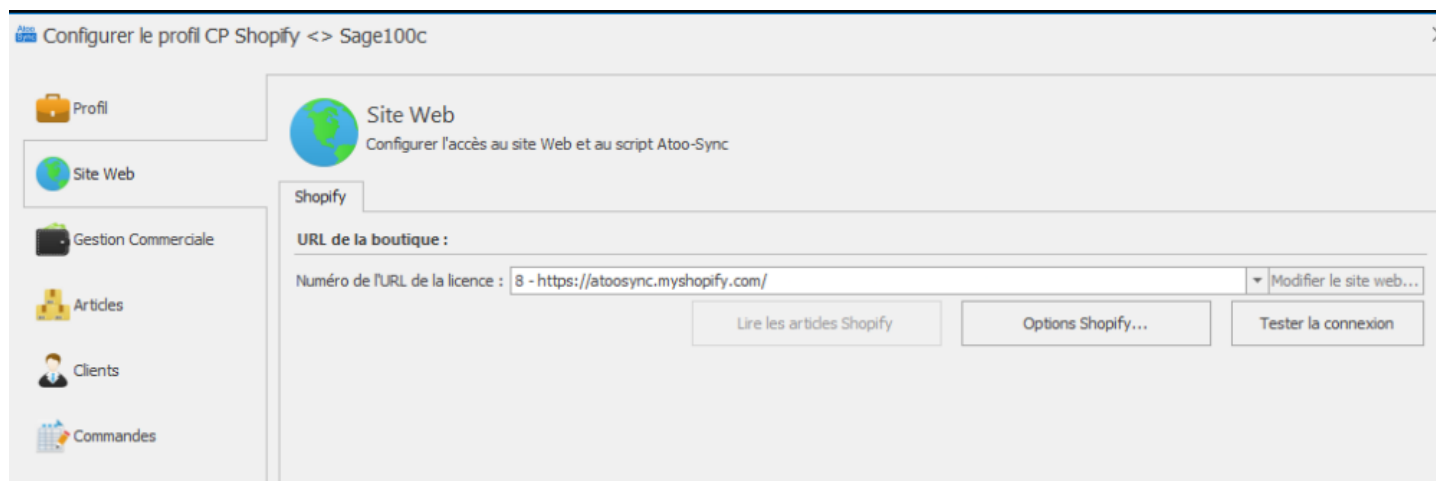 Atoo
Sync
Configurer le profil CP Shopify <> Sage100c
Profil
Site Web
Gestion Commerciale
Articles
Clients
Commandes
Site Web
Configurer l'accès au site Web et au script Atoo-Sync
Shopify
URL de la boutique :
Numéro de l'URL de la licence : 8 - https://atoosync.myshopify.com/ Modifier le site web...
Lire les articles Shopify Options Shopify... Tester la connexion